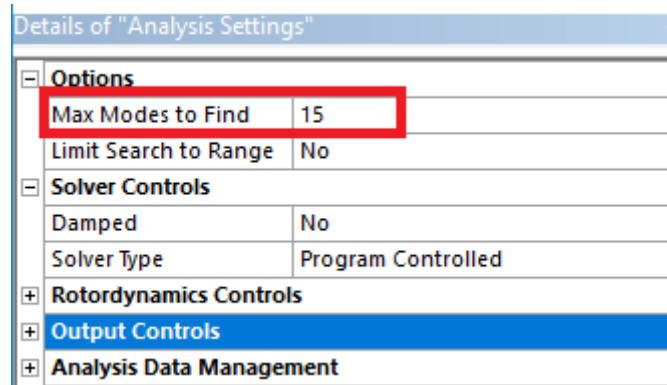 Details of "Analysis Settings"
Options
Max Modes to Find 15
Limit Search to Range No
Solver Controls
Damped No
Solver Type Program Controlled
Rotordynamics Controls
Output Controls
Analysis Data Management